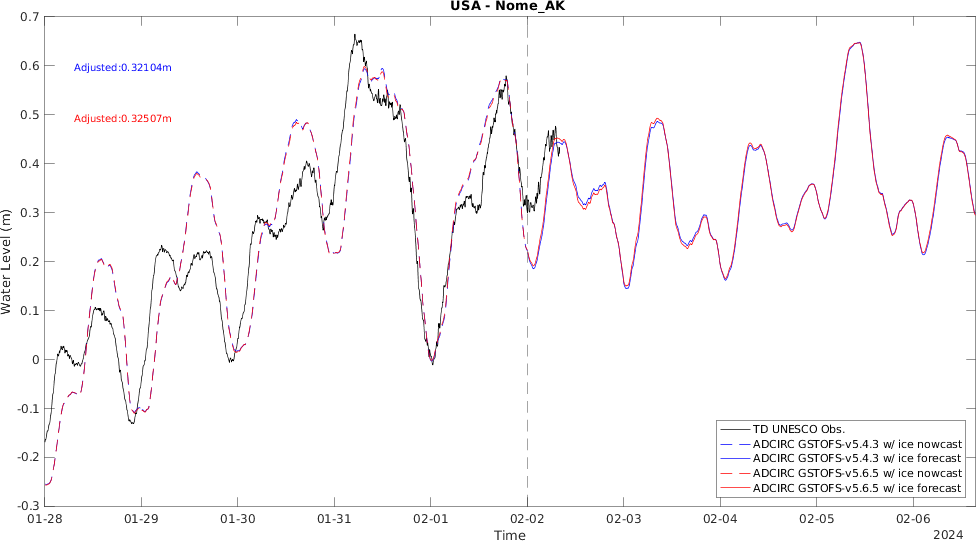 USA - Nome_AK
0.7
0.6
0.5
0.4
0.3
0.2
0.1
0
-0.1
-0.2
-0.3
Water Level (m)
Adjusted:0.32104m
Adjusted:0.32507m
TD UNESCO Obs.
ADCIRC GSTOFS-v5.4.3 w/ ice nowcast
ADCIRC GSTOFS-v5.4.3 w/ ice forecast
ADCIRC GSTOFS-v5.6.5 w/ ice nowcast
ADCIRC GSTOFS-v5.6.5 w/ ice forecast
01-28 01-29 01-30 01-31 02-01 02-02 02-03 02-04 02-05 02-06
Time
2024